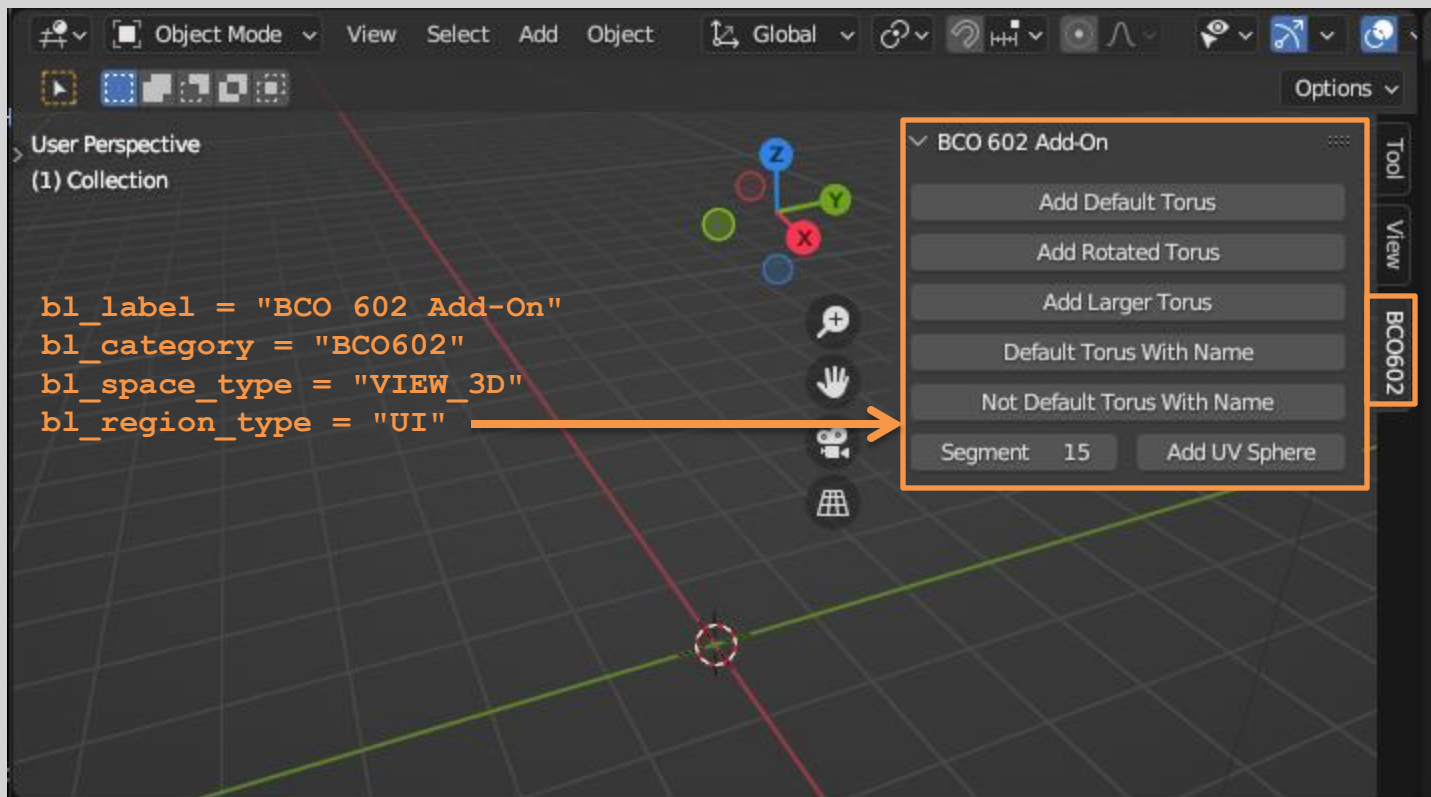 Object Mode View Select Add Object Global
Options
User Perspective
(1) Collection
Z
Y
X
BCO 602 Add-On
Add Default Torus
Add Rotated Torus
Add Larger Torus
Default Torus With Name
Not Default Torus With Name
Segment 15 Add UV Sphere
Tool
View
BCO602
bl_label = "BCO 602 Add-On"
bl_category = "BCO602"
bl_space_type = "VIEW_3D"
bl_region_type = "UI"